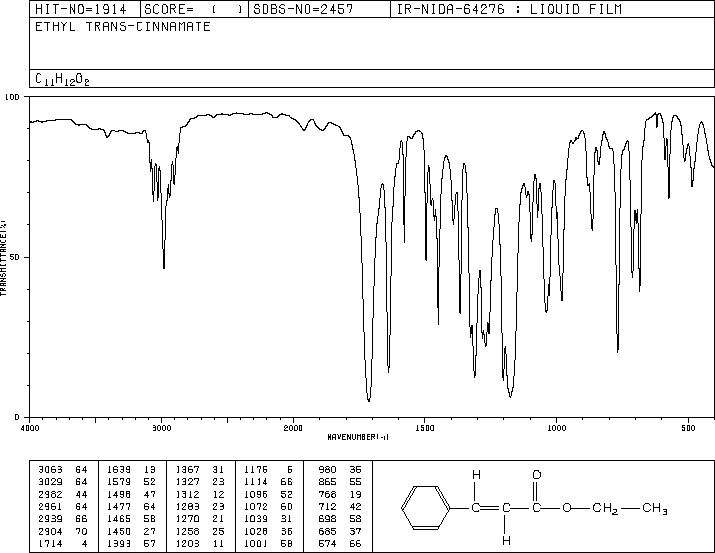 HIT-NO=1914 SCORE= ( ) SDBS-NO=2457 IR-NIDA-64276 : LIQUID FILM
ETHYL TRANS-CINNAMATE
C11H12O2
100
50
0
TRANSMITTANCE(%)
4000 3000 2000 1500 1000 500
WAVENUMBER(-1)
3063 64 1639 13 1367 31 1176 6 980 35
3029 64 1579 52 1327 23 1114 66 865 55
2982 44 1498 47 1312 12 1096 52 768 19
2961 64 1477 64 1283 23 1072 60 712 42
2939 66 1465 58 1270 21 1039 31 698 58
2904 70 1450 27 1258 25 1028 36 685 37
1714 4 1393 57 1203 11 1001 58 574 66
H
O
C C C O CH2 CH3
H